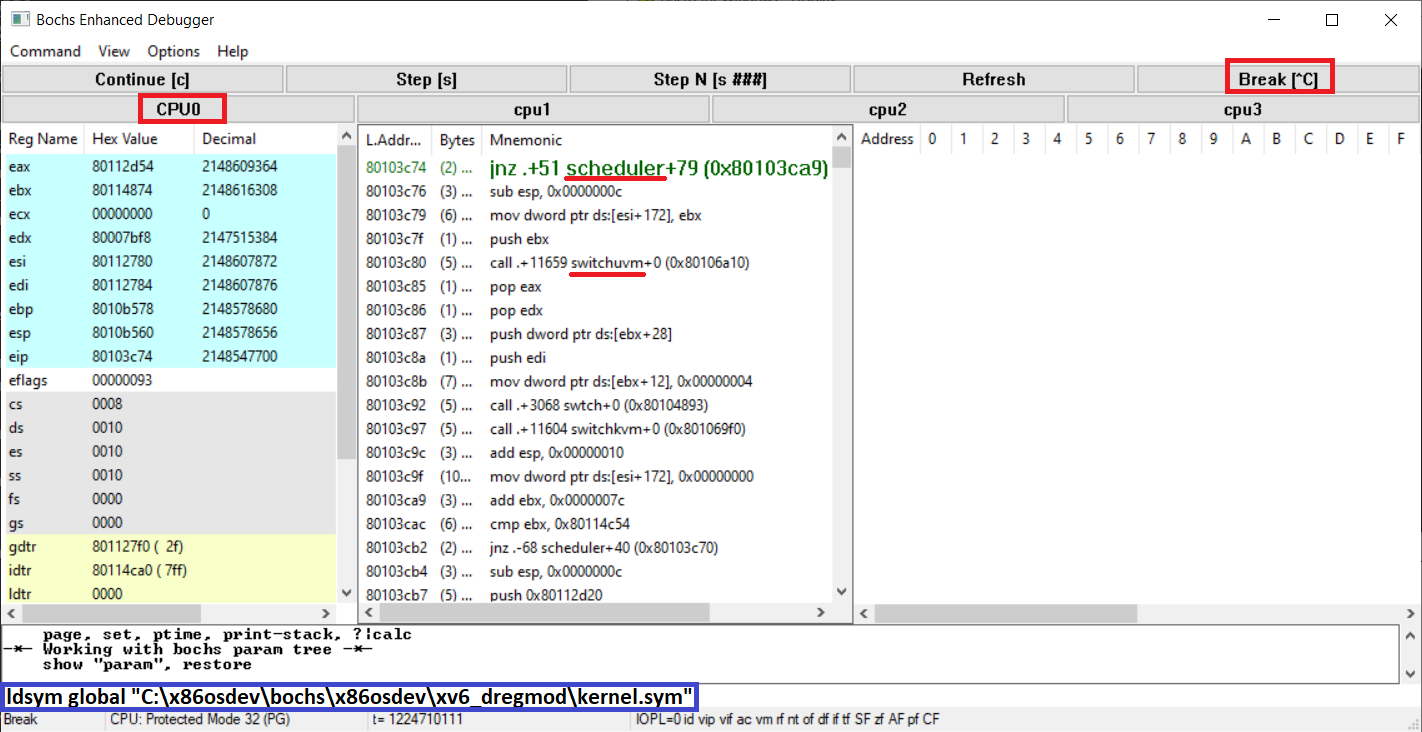 Bochs Enhanced Debugger
Command View Options Help
Continue [c] Step [s] Step N [s ###] Refresh Break [^C]
CPU0 cpu1 cpu2 cpu3
Reg Name Hex Value Decimal L.Addr... Bytes Mnemonic Address 0 1 2 3 4 5 6 7 8 9 A B C D E F
eax 80112d54 2148609364 80103c74 (2) ... jnz .+51 scheduler+79 (0x80103ca9)
ebx 80114874 2148616308 80103c76 (3) ... sub esp, 0x0000000c
ecx 00000000 0 80103c79 (6) ... mov dword ptr ds:[esi+172], ebx
edx 80007bf8 2147515384 80103c7f (1) ... push ebx
esi 80112780 2148607872 80103c80 (5) ... call .+11659 switchuvm+0 (0x80106a10)
edi 80112784 2148607876 80103c85 (1) ... pop eax
ebp 8010b578 2148578680 80103c86 (1) ... pop edx
esp 8010b560 2148578656 80103c87 (3) ... push dword ptr ds:[ebx+28]
eip 80103c74 2148547700 80103c8a (1) ... push edi
eflags 00000093 80103c8b (7) ... mov dword ptr ds:[ebx+12], 0x00000004
cs 0008 80103c92 (5) ... call .+3068 swtch+0 (0x80104893)
ds 0010 80103c97 (5) ... call .+11604 switchkvm+0 (0x801069f0)
es 0010 80103c9c (3) ... add esp, 0x00000010
ss 0010 80103c9f (10... mov dword ptr ds:[esi+172], 0x00000000
fs 0000 80103ca9 (3) ... add ebx, 0x0000007c
gs 0000 80103cac (6) ... cmp ebx, 0x80114c54
gdtr 801127f0 ( 2f) 80103cb2 (2) ... jnz .-68 scheduler+40 (0x80103c70)
idtr 80114ca0 ( 7ff) 80103cb4 (3) ... sub esp, 0x0000000c
ldtr 0000 80103cb7 (5) ... push 0x80112d20
page, set, ptime, print-stack, ?|calc
-*- Working with bochs param tree -*-
show "param", restore
ldsym global "C:\x86osdev\bochs\x86osdev\xv6_dregmod\kernel.sym"
Break CPU: Protected Mode 32 (PG) t= 1224710111 IOPL=0 id vip vif ac vm rf nt of df if tf SF zf AF pf CF